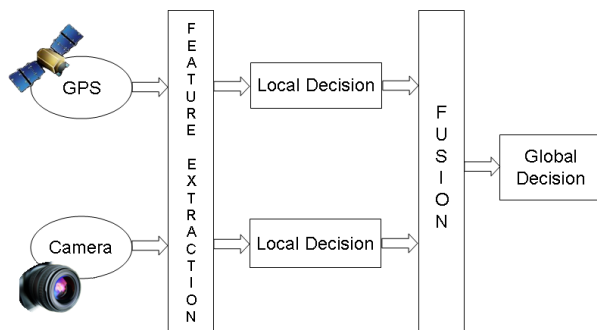 GPS
Camera
FEATURE EXTRACTION
Local Decision
Local Decision
FUSION
Global
Decision